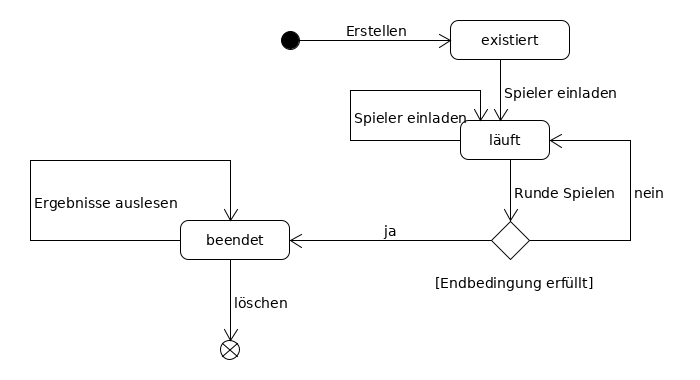 Erstellen
existiert
Spieler einladen
Spieler einladen
läuft
Runde Spielen
nein
Ergebnisse auslesen
beendet
ja
[Endbedingung erfüllt]
löschen